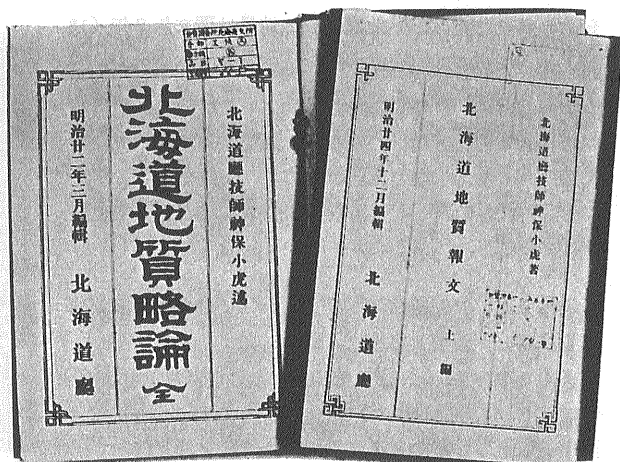 北海道廳技師神保小虎述
北海道地質略論 全
明治廿二年三月編輯 北海道廳
北海道廳技師神保小虎著
北海道地質報文 上編
明治廿四年十二月編輯 北海道廳